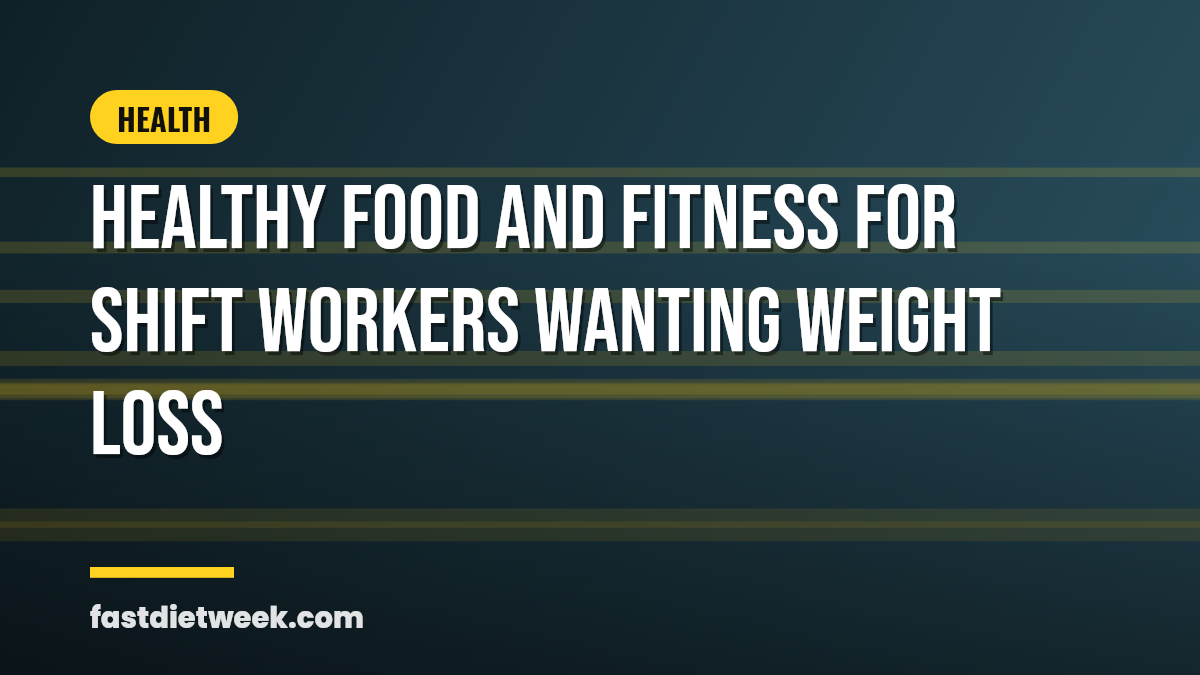 HEALTH
HEALTHY FOOD AND FITNESS FOR
SHIFT WORKERS WANTING WEIGHT
LOSS
fastdietweek.com